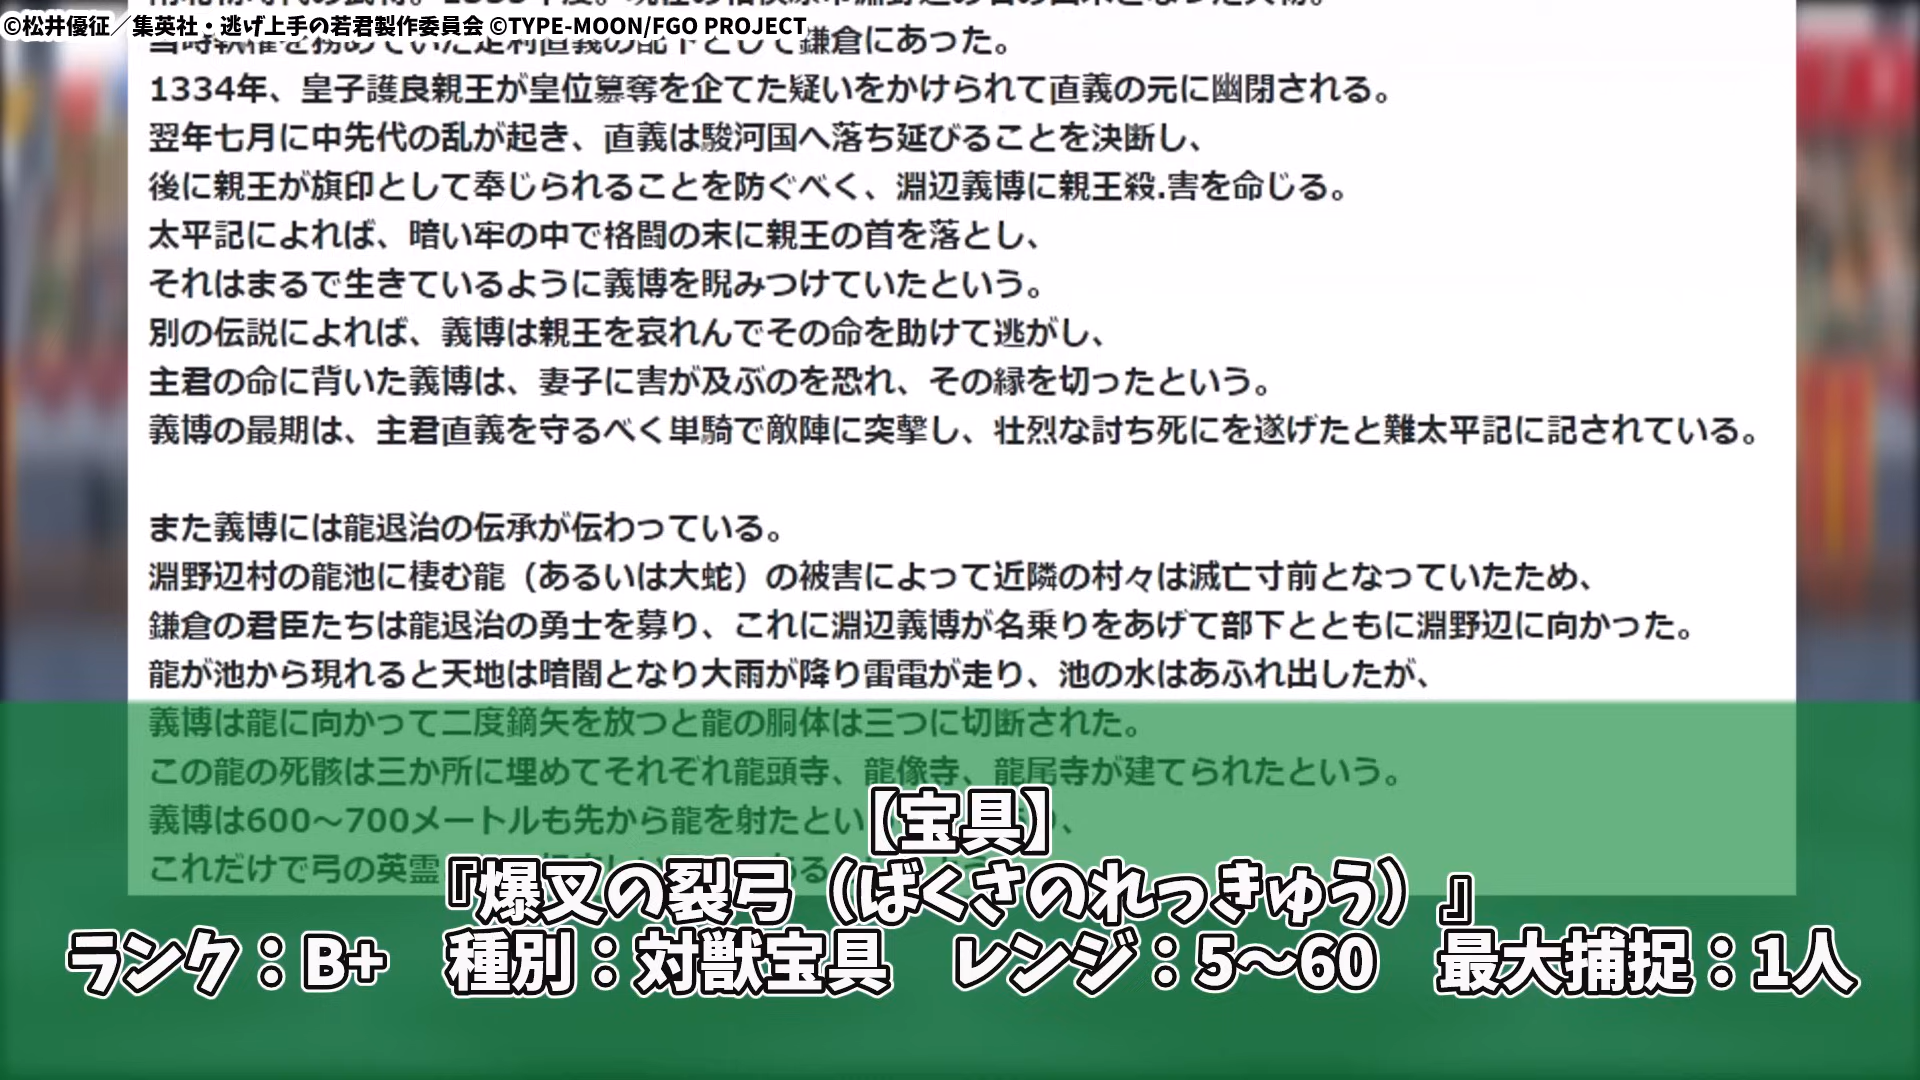 ©松井優征／集英社・逃げ上手の若君製作委員会 ©TYPE-MOON/FGO PROJECT
当時執権を務めていた足利直義の配下として鎌倉にあった。
1334年、皇子護良親王が皇位簒奪を企てた疑いをかけられて直義の元に幽閉される。
翌年七月に中先代の乱が起き、直義は駿河国へ落ち延びることを決断し、
後に親王が旗印として奉じられることを防ぐべく、淵辺義博に親王殺.害を命じる。
太平記によれば、暗い牢の中で格闘の末に親王の首を落とし、
それはまるで生きているように義博を睨みつけていたという。
別の伝説によれば、義博は親王を哀れんでその命を助けて逃がし、
主君の命に背いた義博は、妻子に害が及ぶのを恐れ、その縁を切ったという。
義博の最期は、主君直義を守るべく単騎で敵陣に突撃し、壮烈な討ち死にを遂げたと難太平記に記されている。
また義博には龍退治の伝承が伝わっている。
淵野辺村の龍池に棲む龍（あるいは大蛇）の被害によって近隣の村々は滅亡寸前となっていたため、
鎌倉の君臣たちは龍退治の勇士を募り、これに淵辺義博が名乗りをあげて部下とともに淵野辺に向かった。
龍が池から現れると天地は暗闇となり大雨が降り雷電が走り、池の水はあふれ出したが、
義博は龍に向かって二度鏑矢を放つと龍の胴体は三つに切断された。
この龍の死骸は三か所に埋めてそれぞれ龍頭寺、龍像寺、龍尾寺が建てられたという。
義博は600～700メートルも先から龍を射たとい
これだけで弓の英霊
【宝具】
『爆叉の裂弓（ばくさのれっきゅう）』
ランク：B+　種別：対獣宝具　レンジ：5～60　最大捕捉：1人